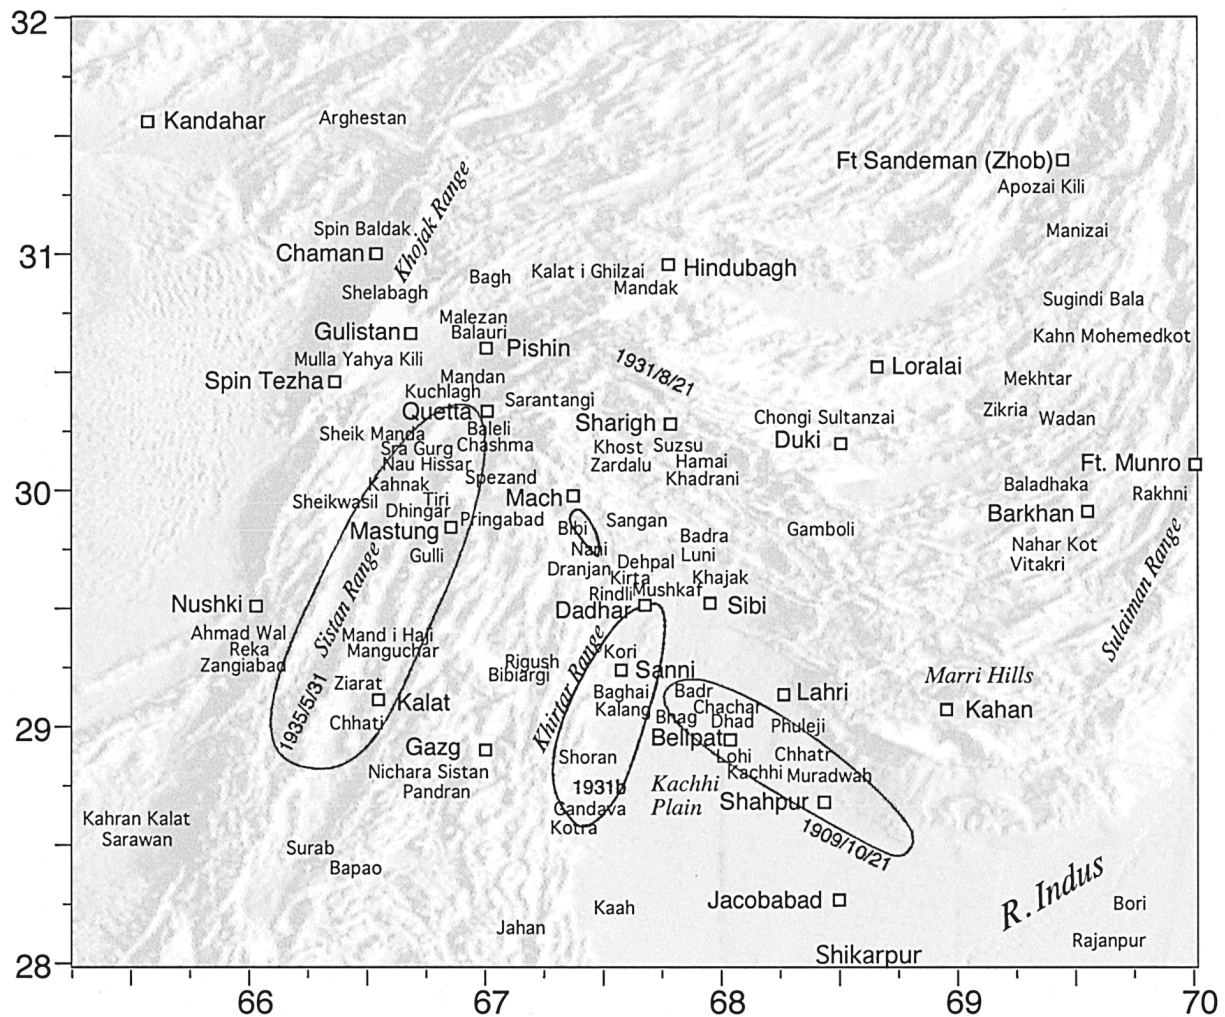 32
Kandahar
Arghestan
Ft Sandeman (Zhob)
Apozai Kili
Khojak Range
Spin Baldak
Manizai
31
Chaman
Bagh
Kalat i Ghilzai
Hindubagh
Mandak
Shelabagh
Sugindi Bala
Malezan
Gulistan
Balauri
Kahn Mohemedkot
Pishin
Mulla Yahya Kili
1931/8/21
Loralai
Spin Tezha
Mandan
Mekhtar
Kuchlagh
Sarantangi
Quetta
Zikria
Wadan
Chongi Sultanzai
Sharigh
Baleli
Sheik Manda
Duki
Sra Gurg
Chashma
Khost
Suzsu
Nau Hissar
Zardalu
Hamai
Ft. Munro
30
Kahnak
Spezand
Khadrani
Baladhaka
Sheikwasil
Tiri
Mach
Rakhni
Dhingar
Pringabad
Sangan
Barkhan
Mastung
Bibi
Gamboli
Badra
Nani
Luni
Nahar Kot
Gulli
Dranjan
Dehpal
Vitakri
Kirta
Khajak
Rindli
Mushkaf
Sulaiman Range
Nushki
Dadhar
Sibi
Sistan Range
Ahmad Wal
Mand i Haji
Reka
Manguchar
Kori
Zangiabad
Rigush
Bibiargi
Khirtar Range
Sanni
Marri Hills
Ziarat
Baghai
Badr
Lahri
Kalat
Kalang
Chachar
Kahan
1935/5/31
Chhati
Bhag
Dhad
Phuleji
29
Gazg
Belipat
Shoran
Lohi
Chhatr
Nichara Sistan
Kachhi
Muradwah
Pandran
1931b
Kachhi
Plain
Shahpur
Gandava
Kahran Kalat
Kotra
Sarawan
1909/10/21
Surab
Bapao
R. Indus
Jacobabad
Kaah
Bori
Jahan
Rajanpur
Shikarpur
28
66
67
68
69
70